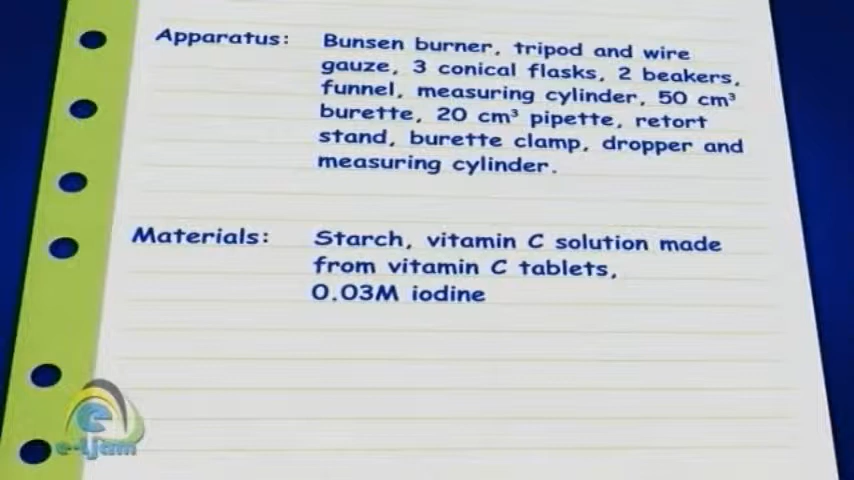 Apparatus: Bunsen burner, tripod and wire
gauze, 3 conical flasks, 2 beakers,
funnel, measuring cylinder, 50 cm³
burette, 20 cm³ pipette, retort
stand, burette clamp, dropper and
measuring cylinder.
Materials: Starch, vitamin C solution made
from vitamin C tablets,
0.03M iodine
e
e-Ljam